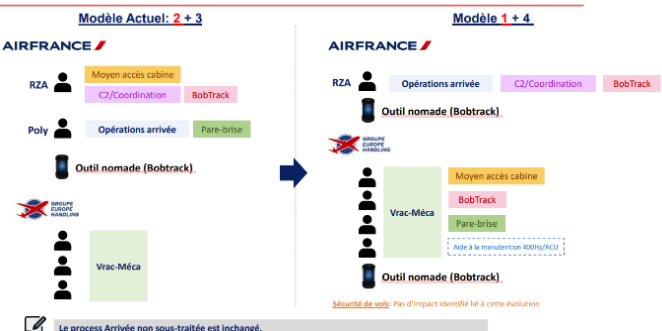 Modèle Actuel: 2 + 3
AIRFRANCE
RZA
Moyen accès cabine
C2/Coordination
BobTrack
Poly
Opérations arrivée
Pare-brise
Outil nomade (Bobtrack)
GROUPE
EUROPE
HANDLING
Vrac-Méca
Modèle 1 + 4
AIRFRANCE
RZA
Opérations arrivée
C2/Coordination
BobTrack
Outil nomade (Bobtrack)
GROUPE
EUROPE
HANDLING
Vrac-Méca
Moyen accès cabine
BobTrack
Pare-brise
Aide à la manutention 400Hz/ACU
Outil nomade (Bobtrack)
Sécurité de vols: Pas d'impact identifié lié à cette évolution
Le process Arrivée non sous-traitée est inchangé.